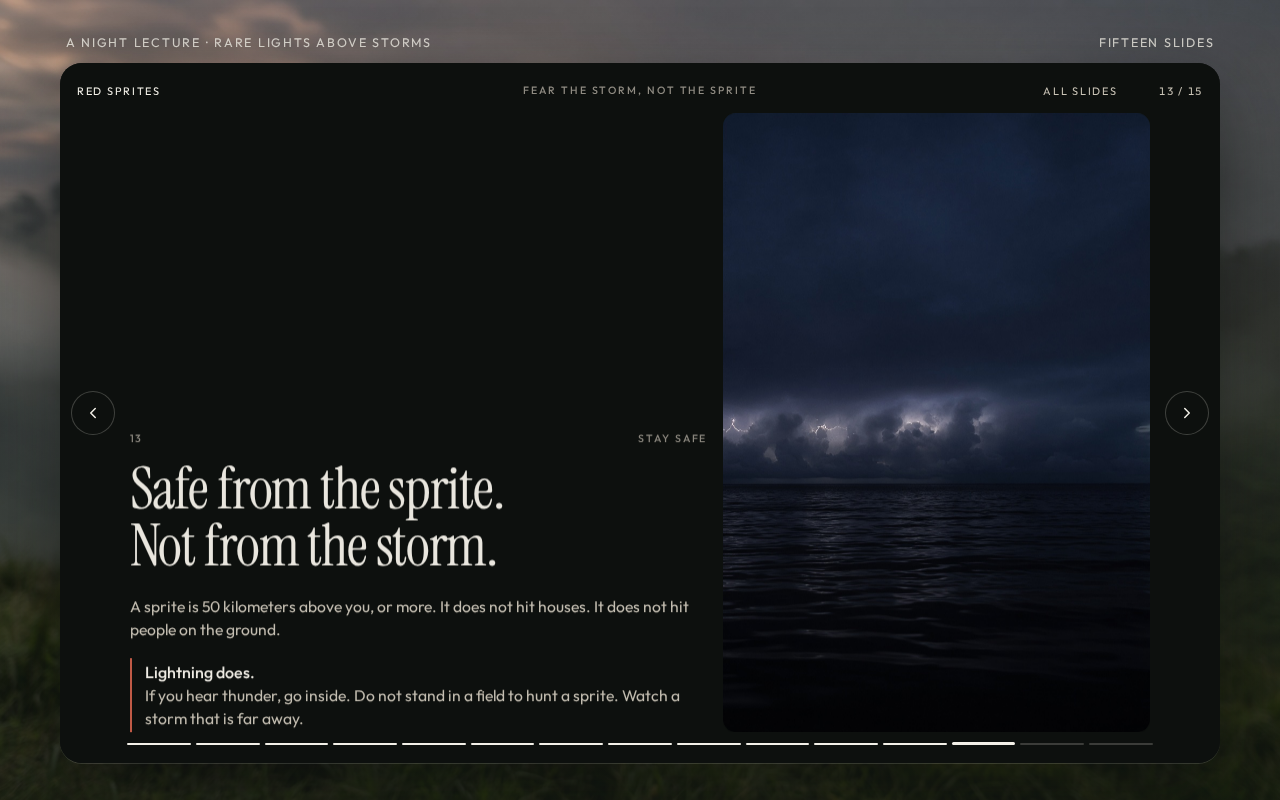 A NIGHT LECTURE · RARE LIGHTS ABOVE STORMS
FIFTEEN SLIDES
RED SPRITES
FEAR THE STORM, NOT THE SPRITE
ALL SLIDES
13 / 15
13
STAY SAFE
Safe from the sprite.
Not from the storm.
A sprite is 50 kilometers above you, or more. It does not hit houses. It does not hit
people on the ground.
Lightning does.
If you hear thunder, go inside. Do not stand in a field to hunt a sprite. Watch a
storm that is far away.